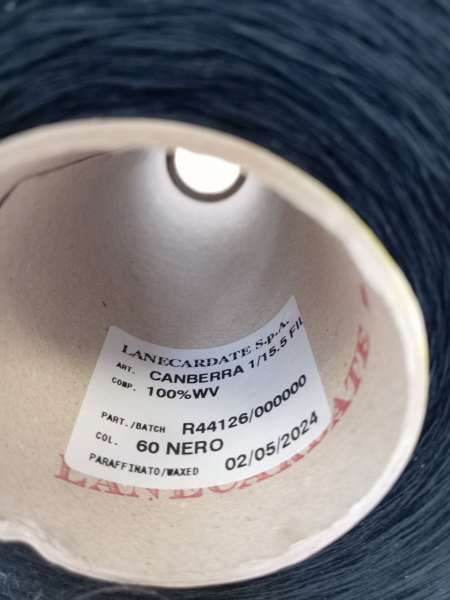 LANECARDATE S.p.A.
ART. CANBERRA 1/15.5 FIL
COMP. 100%WV
PART./BATCH R44126/000000
COL. 60 NERO
PARAFFINATO/WAXED 02/05/2024
LANECARDATE